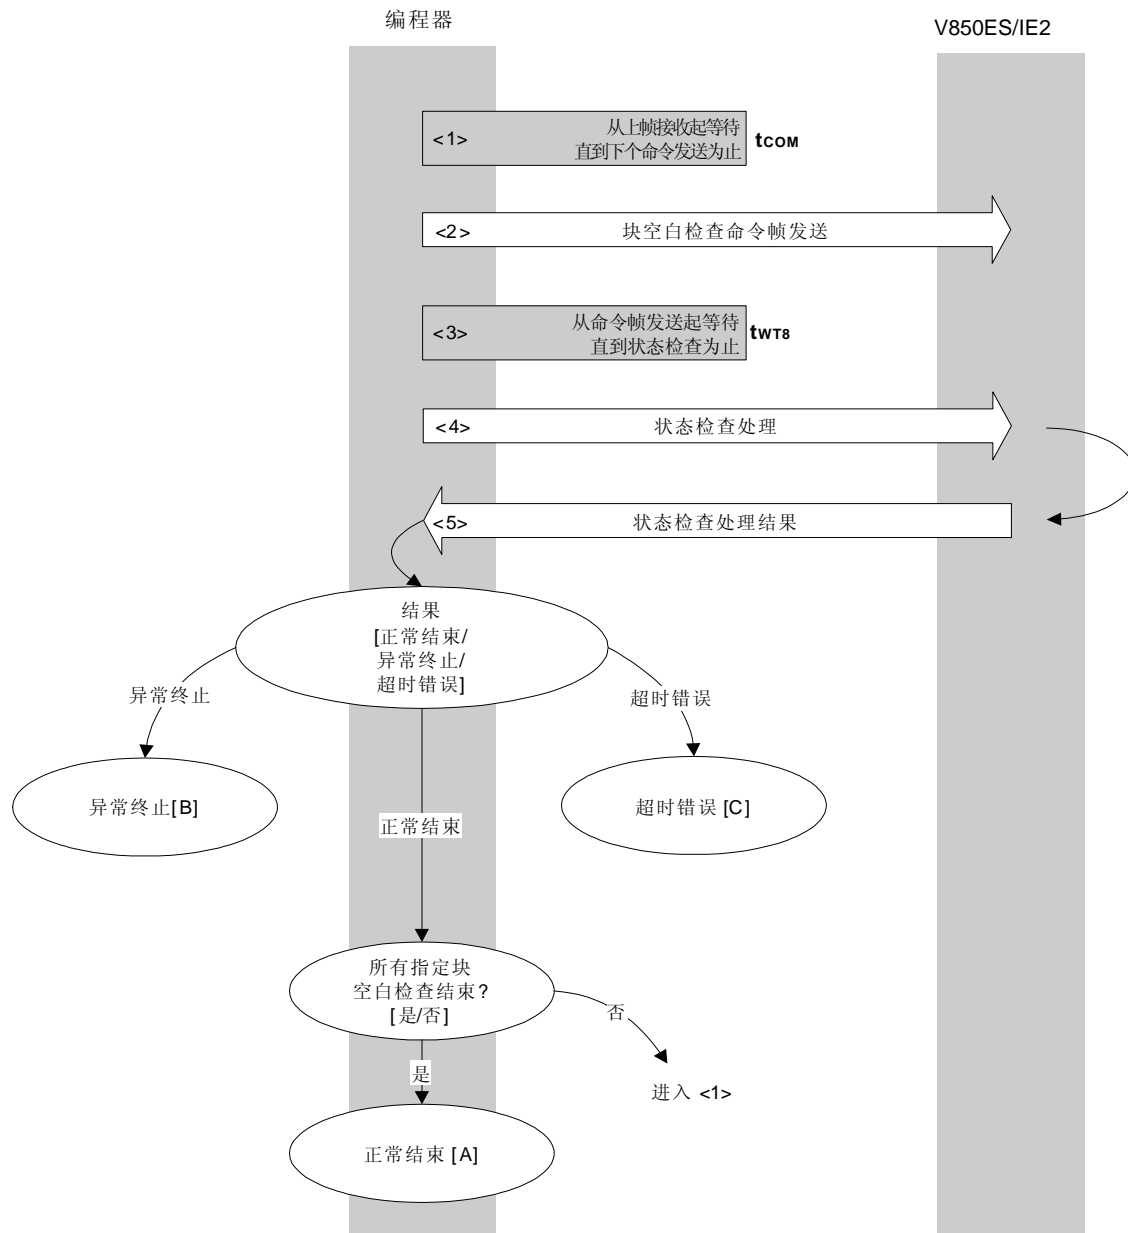 编程器
V850ES/IE2
<1>
从上帧接收起等待
直到下个命令发送为止
tCOM
<2>
块空白检查命令帧发送
<3>
从命令帧发送起等待
直到状态检查为止
tWT8
<4>
状态检查处理
<5>
状态检查处理结果
结果
[正常结束/
异常终止/
超时错误]
异常终止
超时错误
异常终止[B]
超时错误 [C]
正常结束
所有指定块
空白检查结束?
[是/否]
否
是
进入 <1>
正常结束 [A]